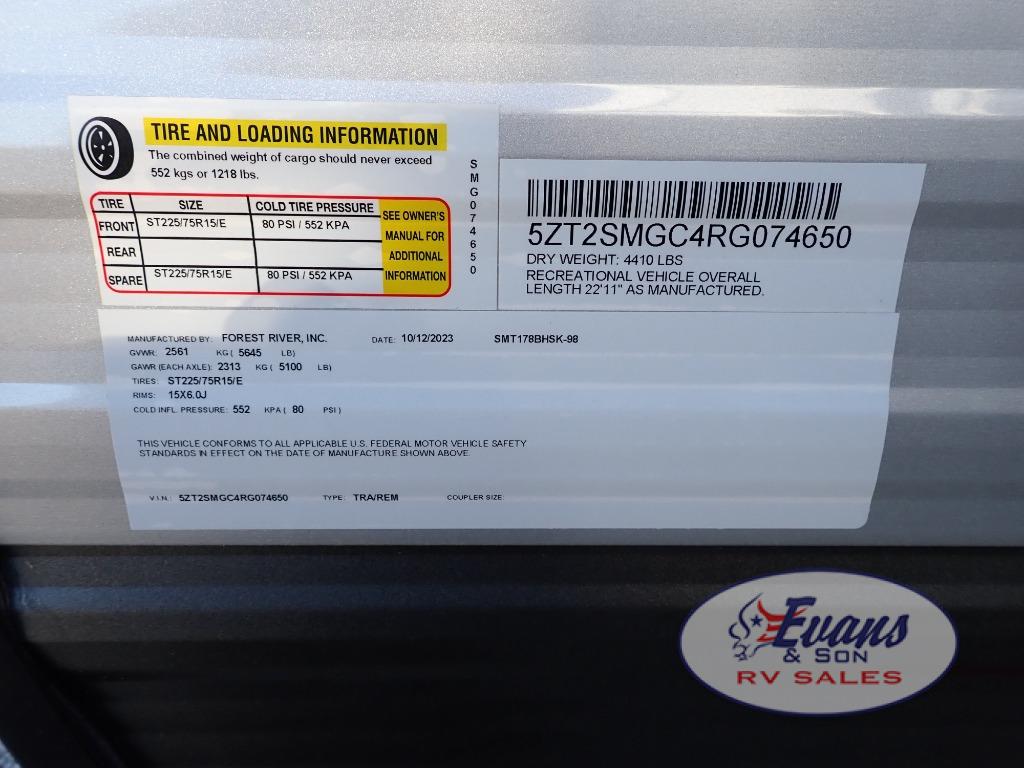 TIRE AND LOADING INFORMATION
The combined weight of cargo should never exceed
552 kgs or 1218 lbs.
TIRE SIZE COLD TIRE PRESSURE SEE OWNER'S MANUAL FOR ADDITIONAL INFORMATION
FRONT ST225/75R15/E 80 PSI / 552 KPA
REAR
SPARE ST225/75R15/E 80 PSI / 552 KPA
SMG074650
5ZT2SMGC4RG074650
DRY WEIGHT: 4410 LBS
RECREATIONAL VEHICLE OVERALL
LENGTH 22'11" AS MANUFACTURED.
MANUFACTURED BY: FOREST RIVER, INC. DATE: 10/12/2023 SMT178BHSK-98
GVWR: 2561 KG ( 5645 LB)
GAWR (EACH AXLE): 2313 KG ( 5100 LB)
TIRES: ST225/75R15/E
RIMS: 15X6.0J
COLD INFL. PRESSURE: 552 KPA ( 80 PSI )
THIS VEHICLE CONFORMS TO ALL APPLICABLE U.S. FEDERAL MOTOR VEHICLE SAFETY
STANDARDS IN EFFECT ON THE DATE OF MANUFACTURE SHOWN ABOVE.
V.I.N.: 5ZT2SMGC4RG074650 TYPE: TRA/REM COUPLER SIZE:
Evans
& SON
RV SALES